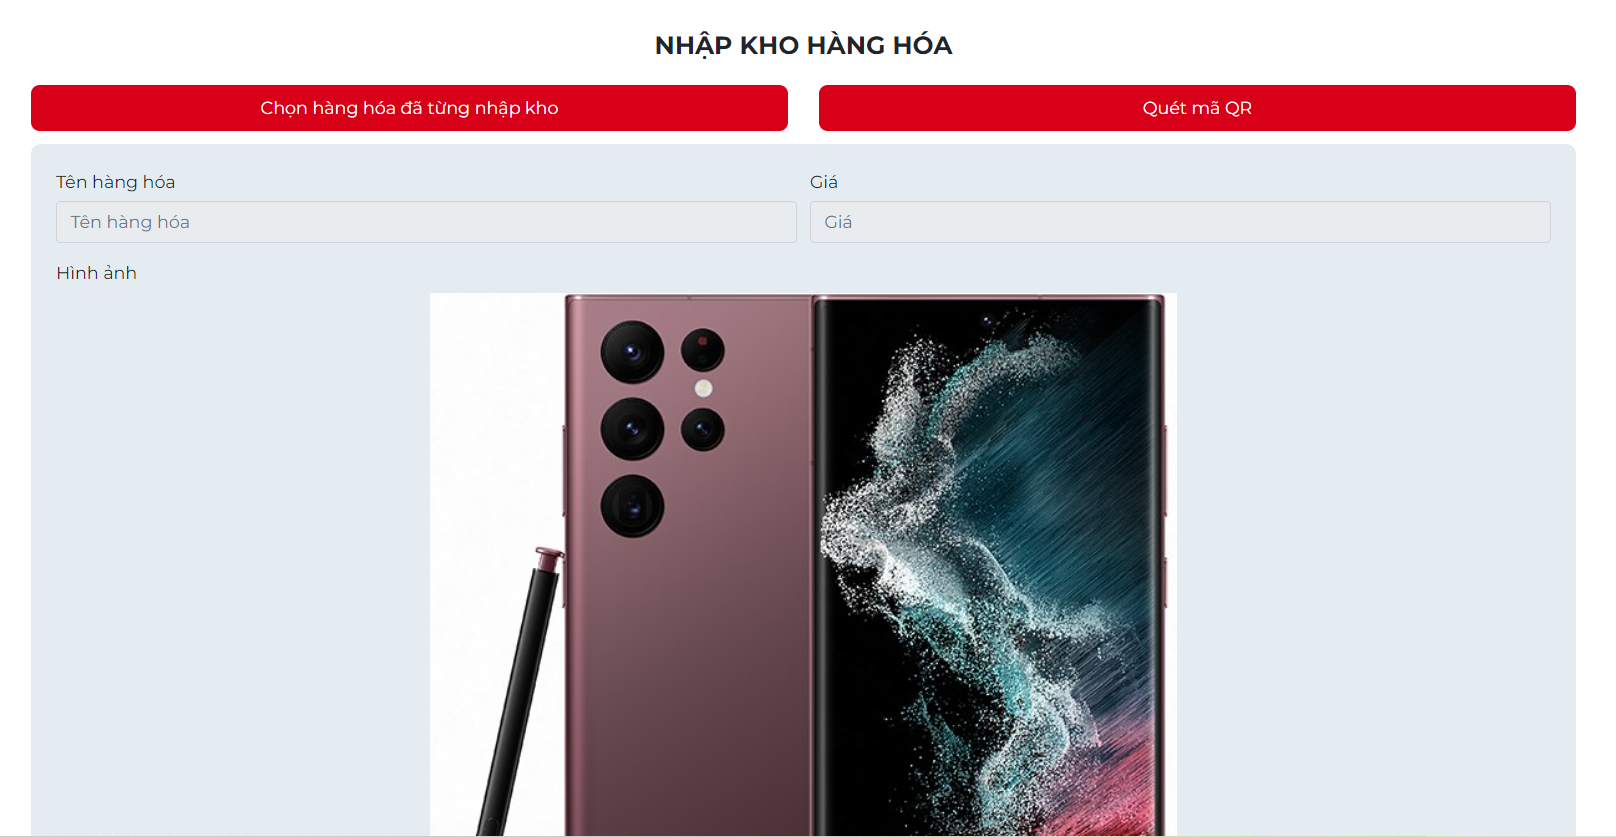 NHẬP KHO HÀNG HÓA
Chọn hàng hóa đã từng nhập kho
Quét mã QR
Tên hàng hóa
Giá
Tên hàng hóa
Giá
Hình ảnh